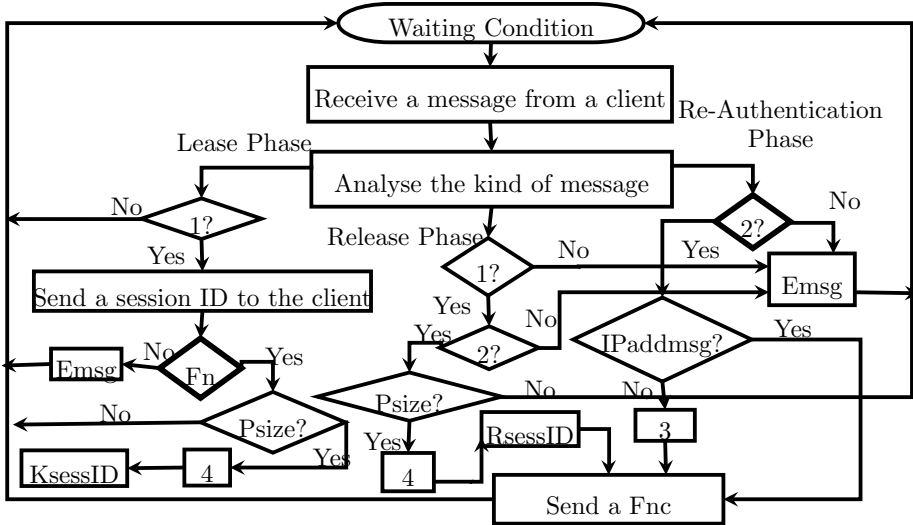 Waiting Condition
Receive a message from a client
Re-Authentication
Phase
Lease Phase
Analyse the kind of message
No
1?
Release Phase
2?
No
Yes
1?
No
Yes
Emsg
Send a session ID to the client
Yes
No
Yes
2?
IPaddmsg?
Yes
Emsg
No
Fn
Yes
Psize?
No
No
3
No
Psize?
Yes
Yes
RsessID
KsessID
4
4
Send a Fnc